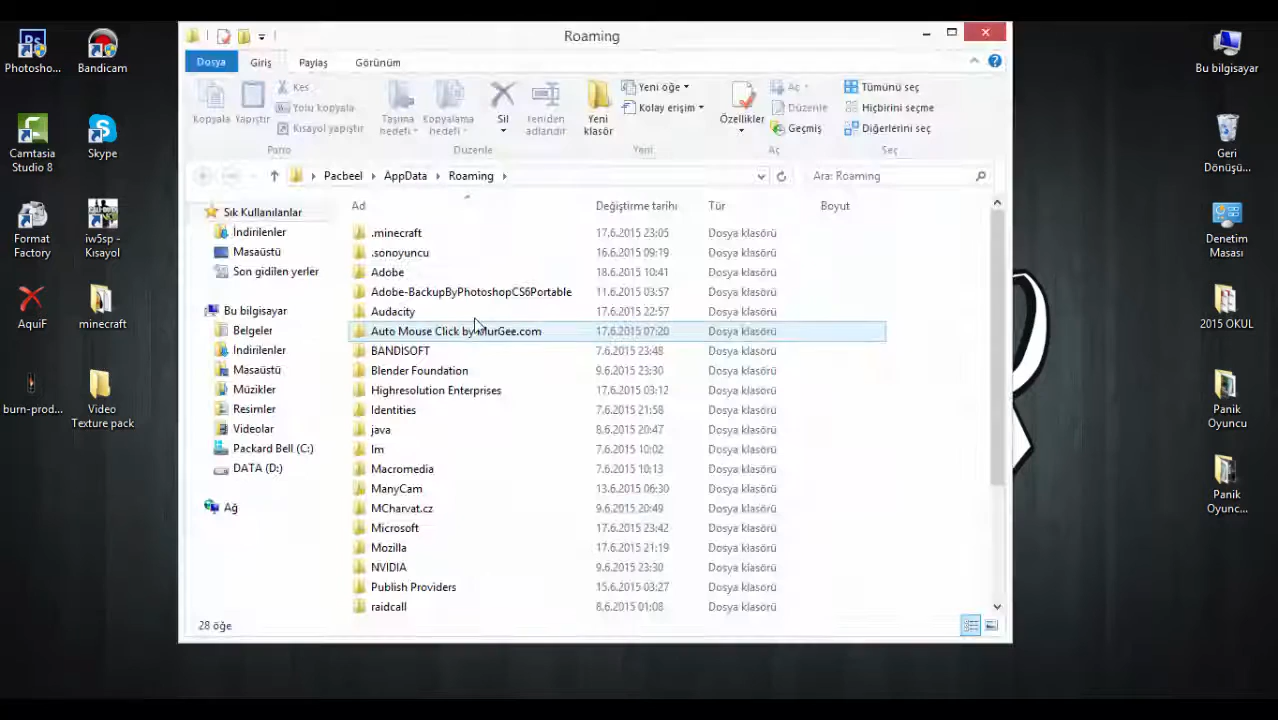 Roaming
Dosya Giriş Paylaş Görünüm
Kopyala
Yapıştır
Kes
Yolu kopyala
Kısayol yapıştır
Pano
Taşıma hedefi
Kopyalama hedefi
Sil
Yeniden adlandır
Düzenle
Yeni klasör
Yeni öğe
Kolay erişim
Yeni
Özellikler
Aç
Düzenle
Geçmiş
Aç
Tümünü seç
Hiçbirini seçme
Diğerlerini seç
Seç
Pacbeel AppData Roaming
Ara: Roaming
Sık Kullanılanlar
İndirilenler
Masaüstü
Son gidilen yerler
Bu bilgisayar
Belgeler
İndirilenler
Masaüstü
Müzikler
Resimler
Videolar
Packard Bell (C:)
DATA (D:)
Ağ
Ad Değiştirme tarihi Tür Boyut
.minecraft 17.6.2015 23:05 Dosya klasörü
.sonoyuncu 16.6.2015 09:19 Dosya klasörü
Adobe 18.6.2015 10:41 Dosya klasörü
Adobe-BackupByPhotoshopCS6Portable 11.6.2015 03:57 Dosya klasörü
Audacity 17.6.2015 22:57 Dosya klasörü
Auto Mouse Click by MurGee.com 17.6.2015 07:20 Dosya klasörü
BANDISOFT 7.6.2015 23:48 Dosya klasörü
Blender Foundation 9.6.2015 23:30 Dosya klasörü
Highresolution Enterprises 17.6.2015 03:12 Dosya klasörü
Identities 7.6.2015 21:58 Dosya klasörü
java 8.6.2015 20:47 Dosya klasörü
lm 7.6.2015 10:02 Dosya klasörü
Macromedia 7.6.2015 10:13 Dosya klasörü
ManyCam 13.6.2015 06:30 Dosya klasörü
MCharvat.cz 9.6.2015 20:49 Dosya klasörü
Microsoft 17.6.2015 23:42 Dosya klasörü
Mozilla 17.6.2015 21:19 Dosya klasörü
NVIDIA 9.6.2015 23:30 Dosya klasörü
Publish Providers 15.6.2015 03:27 Dosya klasörü
raidcall 8.6.2015 01:08 Dosya klasörü
28 öğe
Photosho...
Bandicam
Camtasia
Studio 8
Skype
Format
Factory
iw5sp -
Kısayol
AquiF
minecraft
burn-prod...
Video
Texture pack
Bu bilgisayar
Geri
Dönüşü...
Denetim
Masası
2015 OKUL
Panik
Oyuncu
Panik
Oyunc...